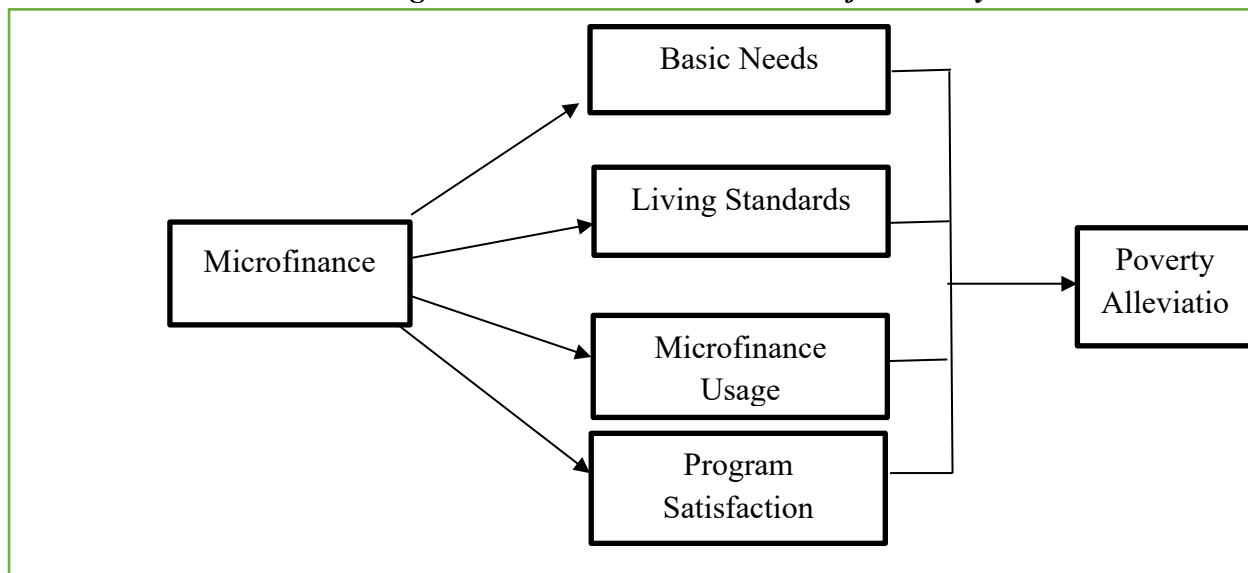 Basic Needs
Living Standards
Microfinance
Poverty
Alleviatio
Microfinance
Usage
Program
Satisfaction